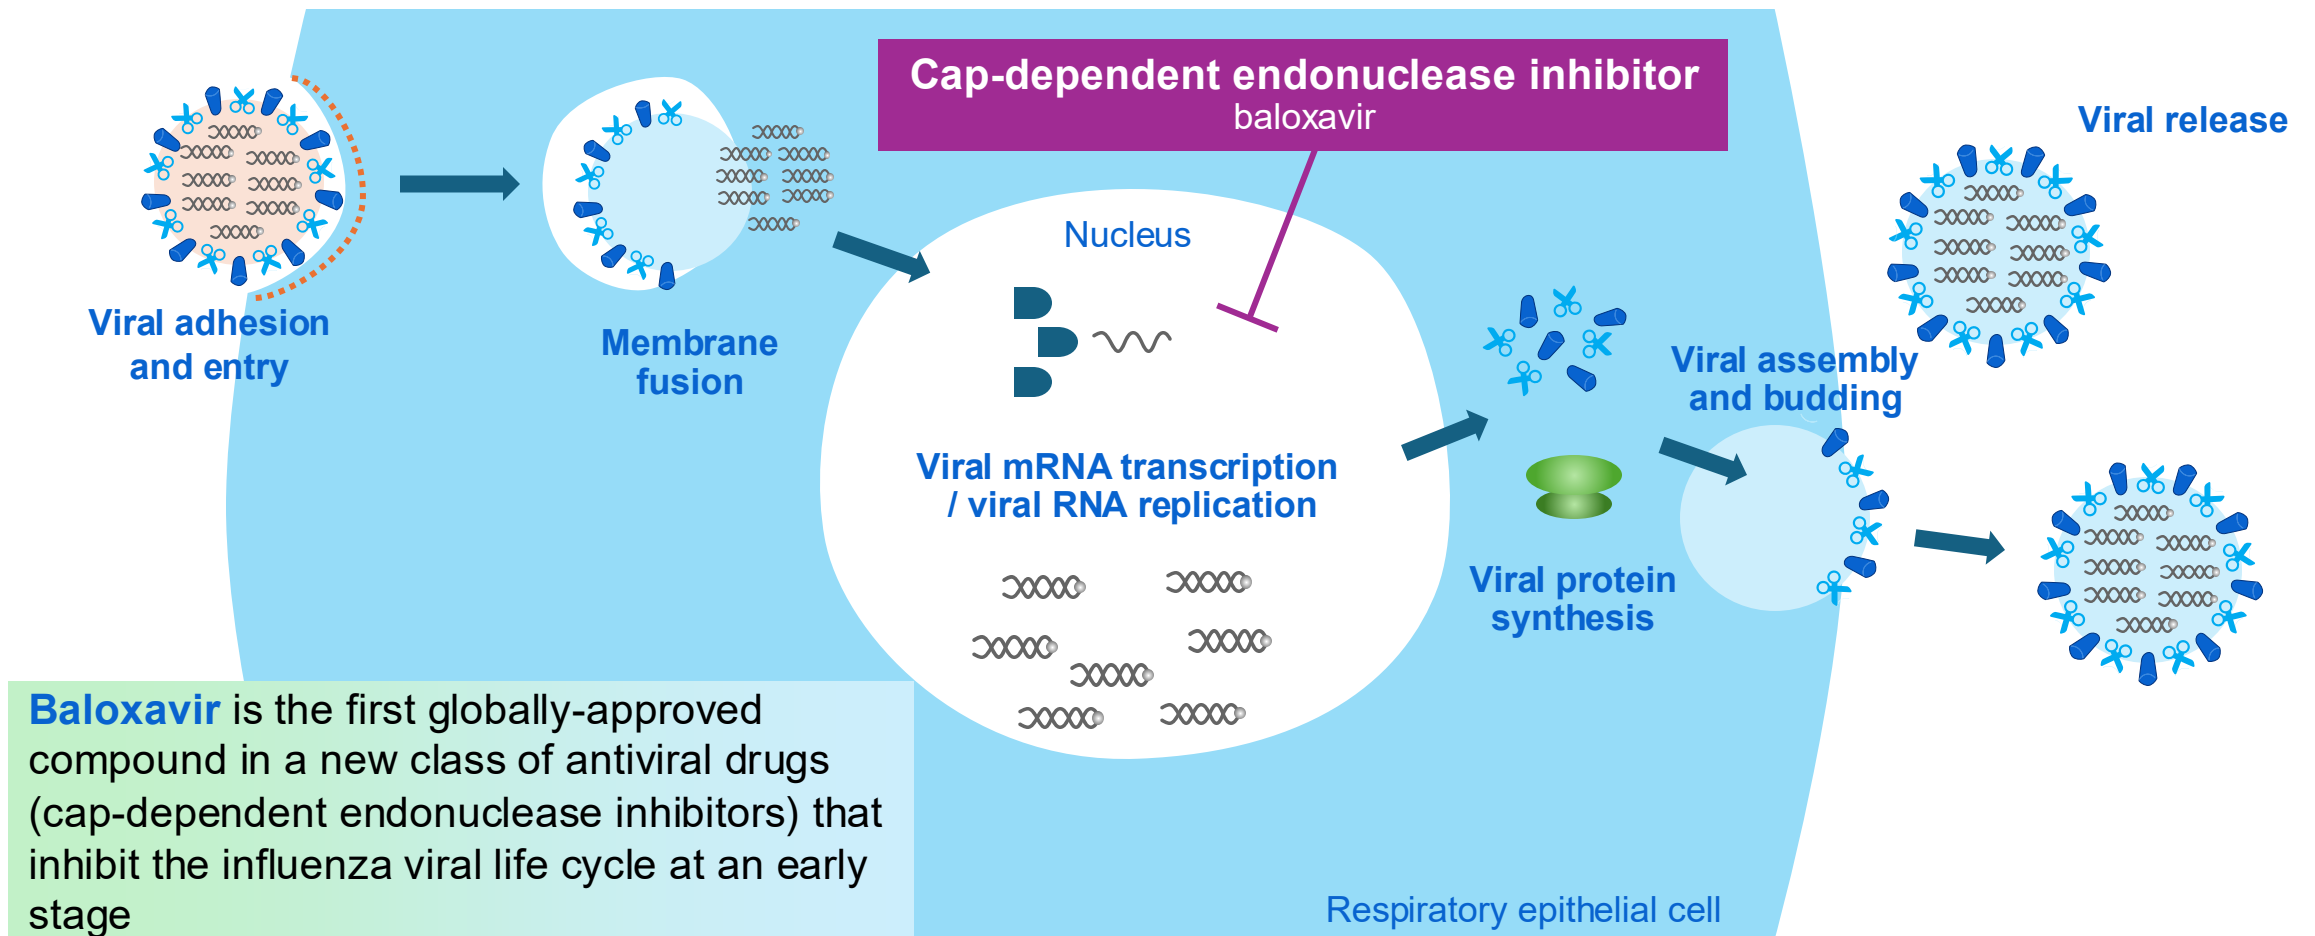 Cap-dependent endonuclease inhibitor
baloxavir
Viral release
Nucleus
Viral adhesion
and entry
Membrane
fusion
Viral assembly
and budding
Viral mRNA transcription
/ viral RNA replication
Viral protein
synthesis
Baloxavir is the first globally-approved
compound in a new class of antiviral drugs
(cap-dependent endonuclease inhibitors) that
inhibit the influenza viral life cycle at an early
stage
Respiratory epithelial cell